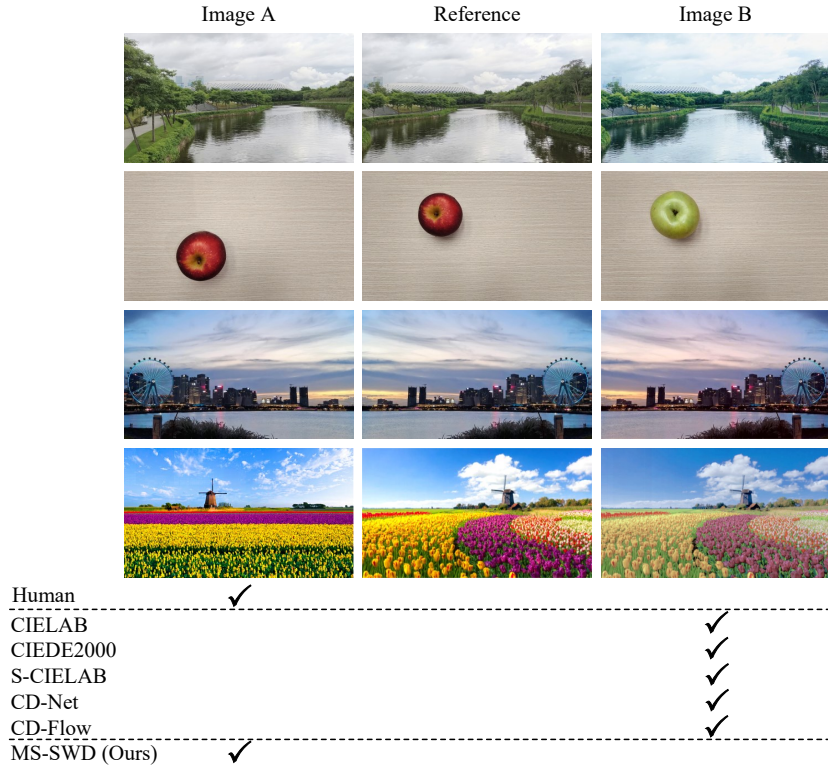 Image A Reference Image B
Human ✓
CIELAB ✓
CIEDE2000 ✓
S-CIELAB ✓
CD-Net ✓
CD-Flow ✓
MS-SWD (Ours) ✓